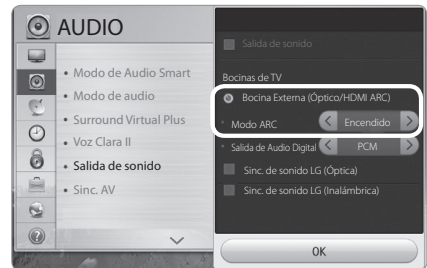 AUDIO
• Modo de Audio Smart
• Modo de audio
• Surround Virtual Plus
• Voz Clara II
• Salida de sonido
• Sinc. AV
Salida de sonido
Bocinas de TV
Bocina Externa (Óptico/HDMI ARC)
• Modo ARC < Encendido >
• Salida de Audio Digital < PCM >
Sinc. de sonido LG (Óptica)
Sinc. de sonido LG (Inalámbrica)
OK